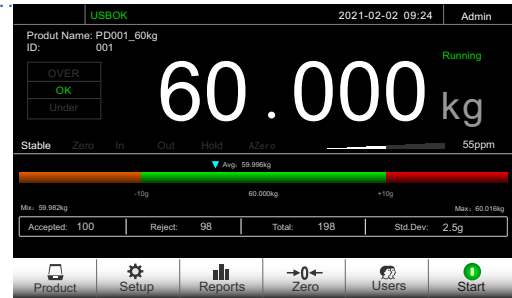 USBOK 2021-02-02 09:24 Admin
Produt Name: PD001_60kg
ID: 001
Running
OVER
OK
Under
60.000 kg
Stable Zero In Out Hold AZero 55ppm
Avg: 59.996kg
-10g 60.000kg +10g
Mix: 59.982kg Max: 60.016kg
Accepted: 100 Reject: 98 Total: 198 Std.Dev: 2.5g
Product Setup Reports →0← Zero Users Start